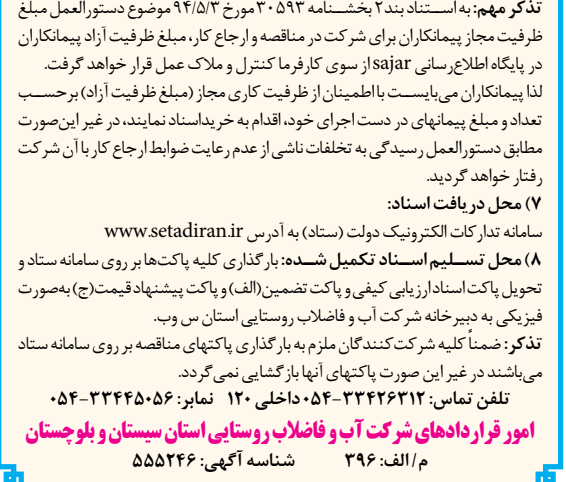 تذکر مهم: به استناد بند۲ بخشنامه ۳۰۵۹۳ مورخ ۹۴/۵/۳ موضوع دستورالعمل مبلغ
ظرفیت مجاز پیمانکاران برای شرکت در مناقصه و ارجاع کار، مبلغ ظرفیت آزاد پیمانکاران
در پایگاه اطلاع‌رسانی sajar از سوی کارفرما کنترل و ملاک عمل قرار خواهد گرفت.
لذا پیمانکاران می‌بایست با اطمینان از ظرفیت کاری مجاز (مبلغ ظرفیت آزاد) برحسب
تعداد و مبلغ پیمانهای در دست اجرای خود، اقدام به خرید اسناد نمایند، در غیر این‌صورت
مطابق دستورالعمل رسیدگی به تخلفات ناشی از عدم رعایت ضوابط ارجاع کار با آن شرکت
رفتار خواهد گردید.
۷) محل دریافت اسناد:
سامانه تدارکات الکترونیک دولت (ستاد) به آدرس www.setadiran.ir
۸) محل تسلیم اسناد تکمیل شده: بارگذاری کلیه پاکت‌ها بر روی سامانه ستاد و
تحویل پاکت اسناد ارزیابی کیفی و پاکت تضمین(الف) و پاکت پیشنهاد قیمت(ج) به‌صورت
فیزیکی به دبیرخانه شرکت آب و فاضلاب روستایی استان س وب.
تذکر: ضمناً کلیه شرکت‌کنندگان ملزم به بارگذاری پاکتهای مناقصه بر روی سامانه ستاد
می‌باشند در غیر این صورت پاکتهای آنها بازگشایی نمی‌گردد.
تلفن تماس: ۳۳۴۲۶۳۱۲-۰۵۴ داخلی ۱۲۰ نمابر: ۳۳۴۴۵۰۵۶-۰۵۴
امور قراردادهای شرکت آب و فاضلاب روستایی استان سیستان و بلوچستان
م/الف: ۳۹۶ شناسه آگهی: ۵۵۵۲۴۶